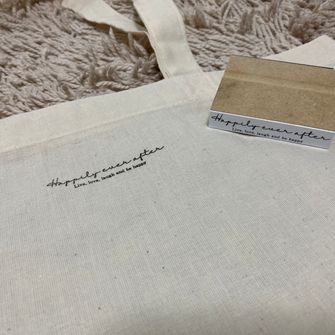 Happily ever after
Live, love, laugh and be happy
Happily ever after
Live, love, laugh and be happy